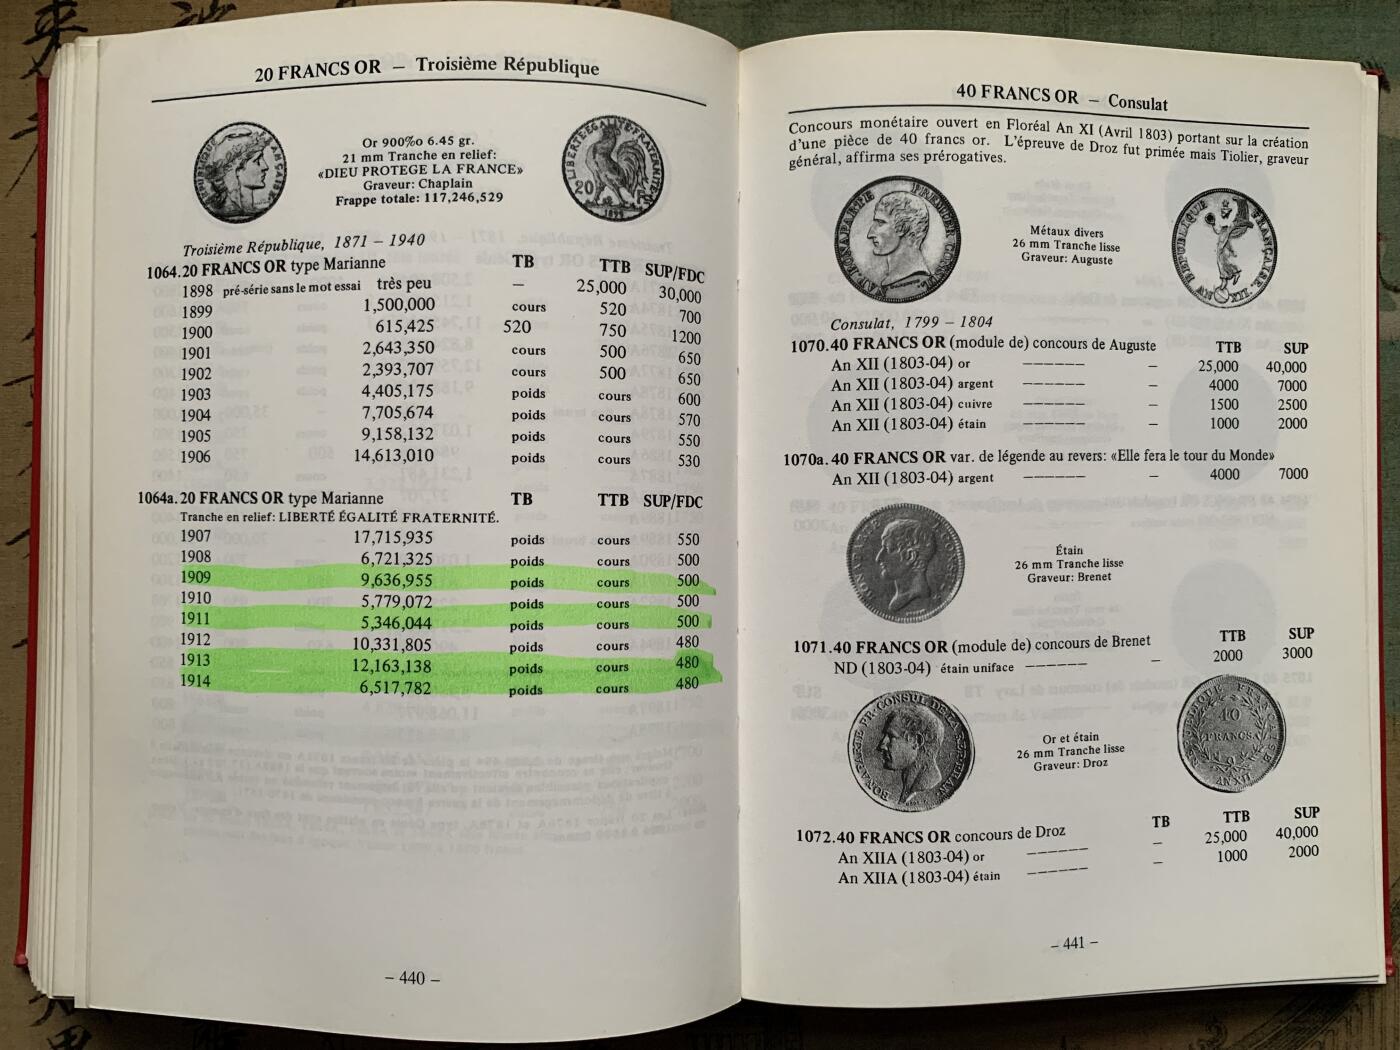 20 FRANCS OR – Troisième République
Or 900‰ 6.45 gr.
21 mm Tranche en relief:
«DIEU PROTEGE LA FRANCE»
Graveur: Chaplain
Frappe totale: 117,246,529
Troisième République, 1871 – 1940
1064.20 FRANCS OR type Marianne TB TTB SUP/FDC
1898 pré-série sans le mot essai très peu – 25,000 30,000
1899 1,500,000 cours 520 700
1900 615,425 520 750 1200
1901 2,643,350 cours 500 650
1902 2,393,707 cours 500 650
1903 4,405,175 poids cours 600
1904 7,705,674 poids cours 570
1905 9,158,132 poids cours 550
1906 14,613,010 poids cours 530
1064a.20 FRANCS OR type Marianne TB TTB SUP/FDC
Tranche en relief: LIBERTÉ ÉGALITÉ FRATERNITÉ.
1907 17,715,935 poids cours 550
1908 6,721,325 poids cours 500
1909 9,636,955 poids cours 500
1910 5,779,072 poids cours 500
1911 5,346,044 poids cours 500
1912 10,331,805 poids cours 480
1913 12,163,138 poids cours 480
1914 6,517,782 poids cours 480
– 440 –
40 FRANCS OR – Consulat
Concours monétaire ouvert en Floréal An XI (Avril 1803) portant sur la création
d'une pièce de 40 francs or. L'épreuve de Droz fut primée mais Tiolier, graveur
général, affirma ses prérogatives.
Métaux divers
26 mm Tranche lisse
Graveur: Auguste
Consulat, 1799 – 1804
1070.40 FRANCS OR (module de) concours de Auguste TTB SUP
An XII (1803-04) or –––––– – 25,000 40,000
An XII (1803-04) argent –––––– – 4000 7000
An XII (1803-04) cuivre –––––– – 1500 2500
An XII (1803-04) étain –––––– – 1000 2000
1070a.40 FRANCS OR var. de légende au revers: «Elle fera le tour du Monde»
An XII (1803-04) argent –––––– – 4000 7000
Étain
26 mm Tranche lisse
Graveur: Brenet
1071.40 FRANCS OR (module de) concours de Brenet TTB SUP
ND (1803-04) étain uniface –––––– – 2000 3000
Or et étain
26 mm Tranche lisse
Graveur: Droz
1072.40 FRANCS OR concours de Droz TB TTB SUP
An XIIA (1803-04) or –––––– – 25,000 40,000
An XIIA (1803-04) étain –––––– – 1000 2000
– 441 –